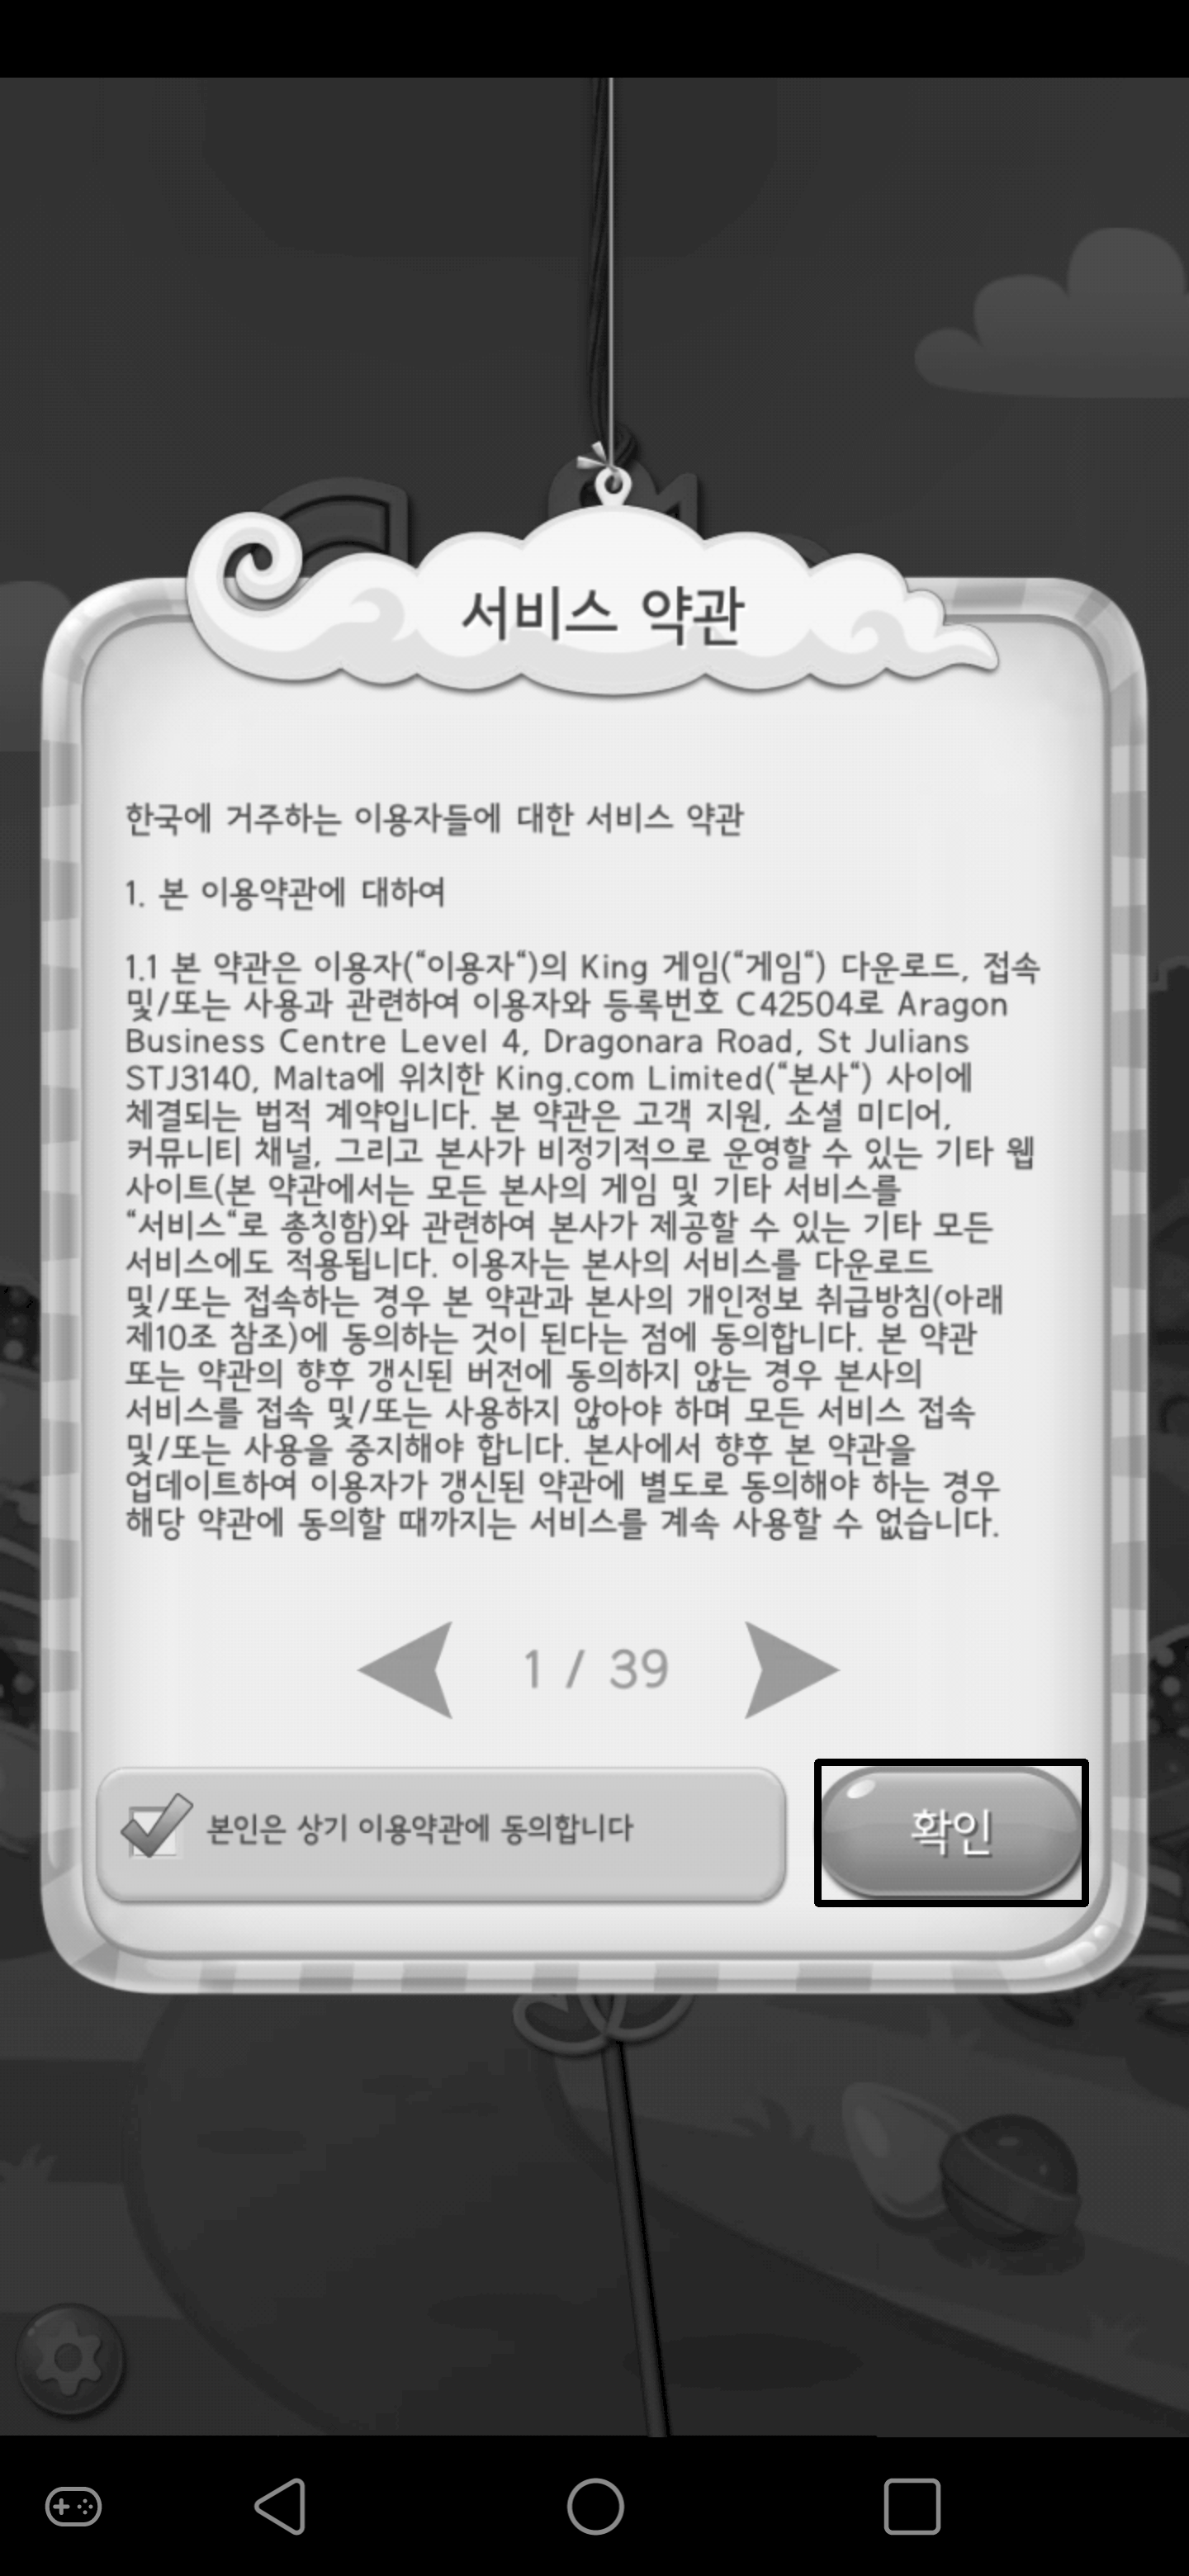 서비스 약관
한국에 거주하는 이용자들에 대한 서비스 약관
1. 본 이용약관에 대하여
1.1 본 약관은 이용자(“이용자“)의 King 게임(“게임“) 다운로드, 접속
및/또는 사용과 관련하여 이용자와 등록번호 C42504로 Aragon
Business Centre Level 4, Dragonara Road, St Julians
STJ3140, Malta에 위치한 King.com Limited(“본사“) 사이에
체결되는 법적 계약입니다. 본 약관은 고객 지원, 소셜 미디어,
커뮤니티 채널, 그리고 본사가 비정기적으로 운영할 수 있는 기타 웹
사이트(본 약관에서는 모든 본사의 게임 및 기타 서비스를
“서비스“로 총칭함)와 관련하여 본사가 제공할 수 있는 기타 모든
서비스에도 적용됩니다. 이용자는 본사의 서비스를 다운로드
및/또는 접속하는 경우 본 약관과 본사의 개인정보 취급방침(아래
제10조 참조)에 동의하는 것이 된다는 점에 동의합니다. 본 약관
또는 약관의 향후 갱신된 버전에 동의하지 않는 경우 본사의
서비스를 접속 및/또는 사용하지 않아야 하며 모든 서비스 접속
및/또는 사용을 중지해야 합니다. 본사에서 향후 본 약관을
업데이트하여 이용자가 갱신된 약관에 별도로 동의해야 하는 경우
해당 약관에 동의할 때까지는 서비스를 계속 사용할 수 없습니다.
1 / 39
본인은 상기 이용약관에 동의합니다
확인